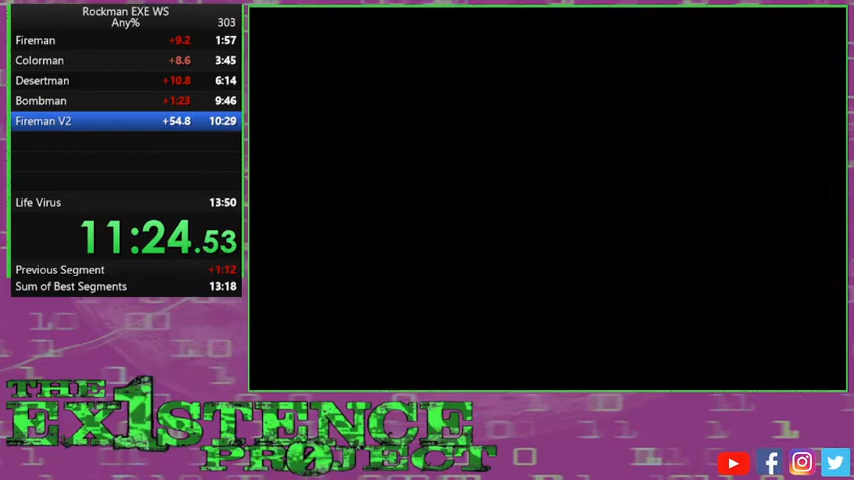 Rockman EXE WS
Any% 303
Fireman +9.2 1:57
Colorman +8.6 3:45
Desertman +10.8 6:14
Bombman +1:23 9:46
Fireman V2 +54.8 10:29
Life Virus 13:50
11:24.53
Previous Segment +1:12
Sum of Best Segments 13:18
THE
EX1STENCE
PR0JECT